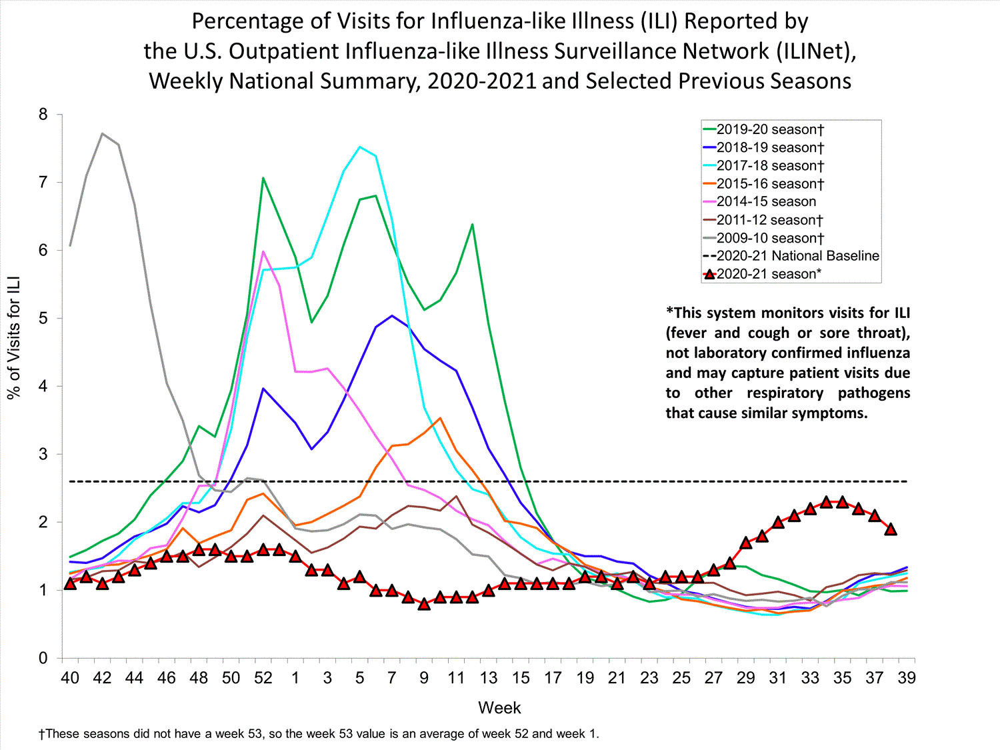 Percentage of Visits for Influenza-like Illness (ILI) Reported by
the U.S. Outpatient Influenza-like Illness Surveillance Network (ILINet),
Weekly National Summary, 2020-2021 and Selected Previous Seasons
% of Visits for ILI
8
7
6
5
4
3
2
1
0
2019-20 season†
2018-19 season†
2017-18 season†
2015-16 season†
2014-15 season
2011-12 season†
2009-10 season†
2020-21 National Baseline
2020-21 season*
*This system monitors visits for ILI
(fever and cough or sore throat),
not laboratory confirmed influenza
and may capture patient visits due
to other respiratory pathogens
that cause similar symptoms.
40 42 44 46 48 50 52 1 3 5 7 9 11 13 15 17 19 21 23 25 27 29 31 33 35 37 39
Week
†These seasons did not have a week 53, so the week 53 value is an average of week 52 and week 1.